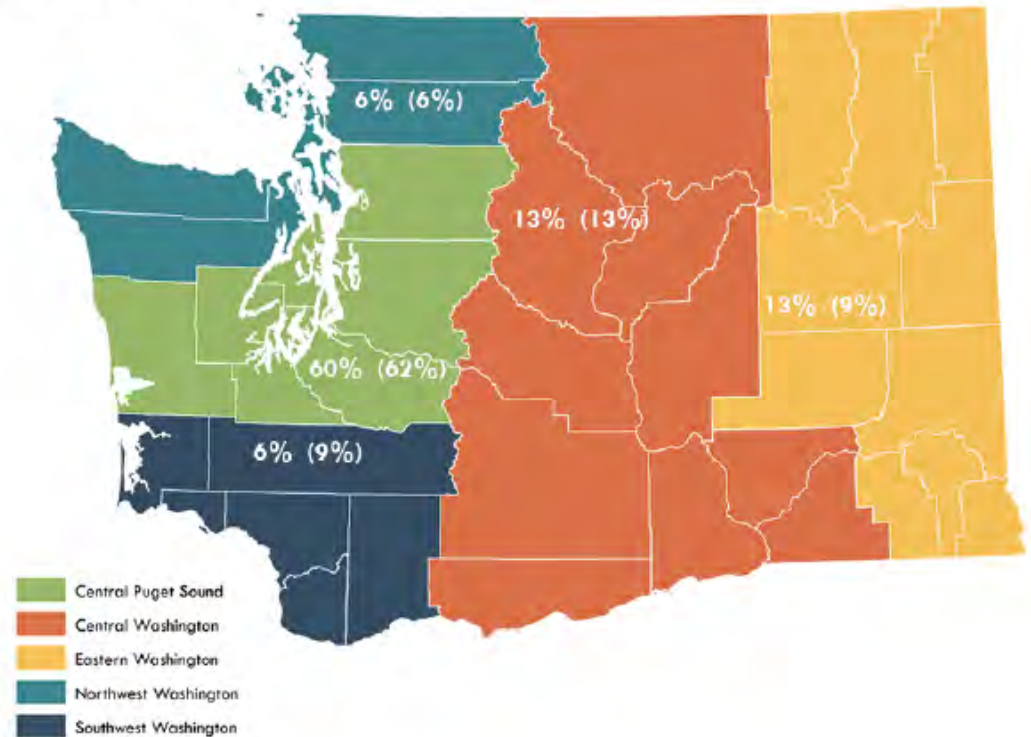 6% (6%)
13% (13%)
13% (9%)
60% (62%)
6% (9%)
Central Puget Sound
Central Washington
Eastern Washington
Northwest Washington
Southwest Washington